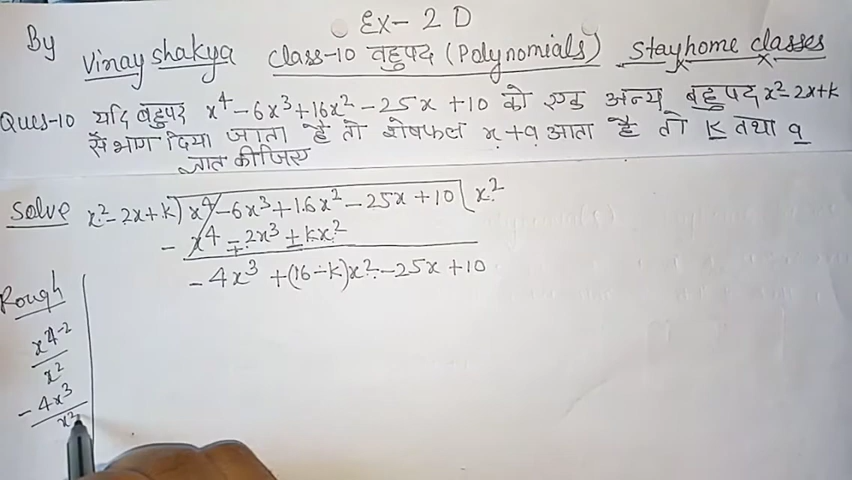 Ex- 2 D
By Vinay shakya Class-10 बहुपद (Polynomials) Stayhome classes
Ques-10 यदि बहुपद x⁴-6x³+16x²-25x+10 को एक अन्य बहुपद x²-2x+k
से भाग दिया जाता है तो शेषफल x+a आता है तो k तथा a
ज्ञात कीजिए
Solve x²-2x+k) x⁴-6x³+16x²-25x+10 ( x²
- x⁴ ∓ 2x³ ± kx²
-4x³ +(16-k)x²-25x+10
Rough
x⁴⁻²
x²
-4x³
x²